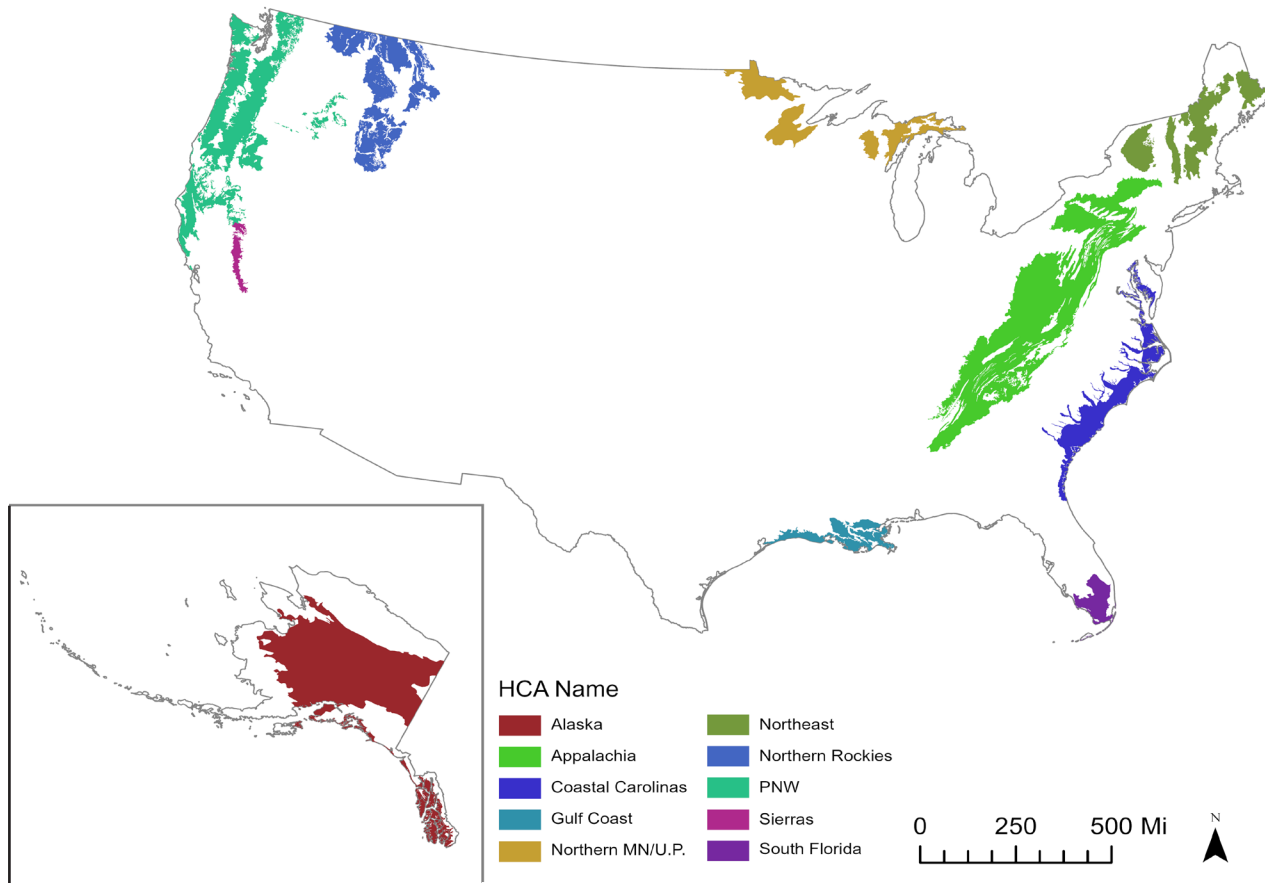 HCA Name
Alaska
Appalachia
Coastal Carolinas
Gulf Coast
Northern MN/U.P.
Northeast
Northern Rockies
PNW
Sierras
South Florida
0 250 500 Mi
N